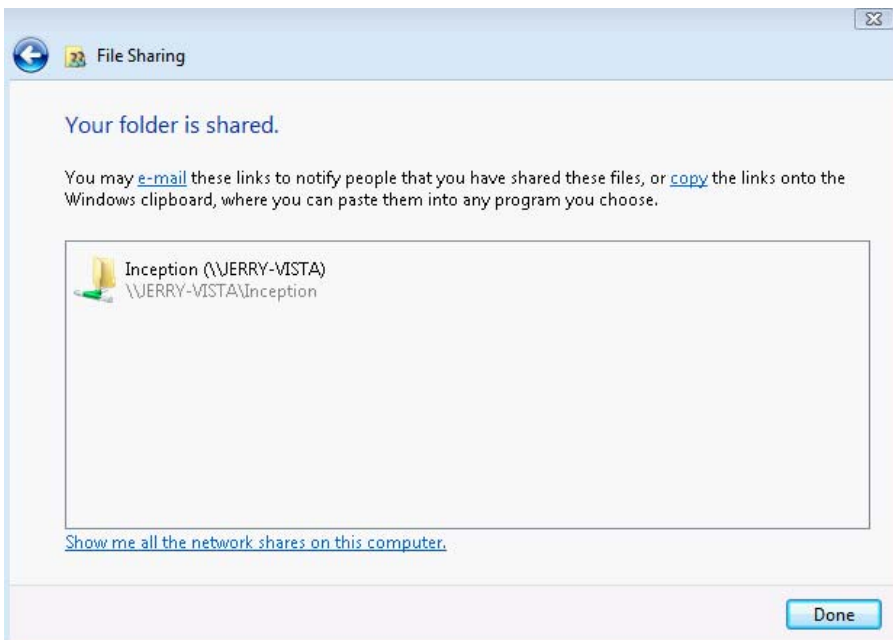 File Sharing
Your folder is shared.
You may e-mail these links to notify people that you have shared these files, or copy the links onto the
Windows clipboard, where you can paste them into any program you choose.
Inception (\\JERRY-VISTA)
\\JERRY-VISTA\Inception
Show me all the network shares on this computer.
Done